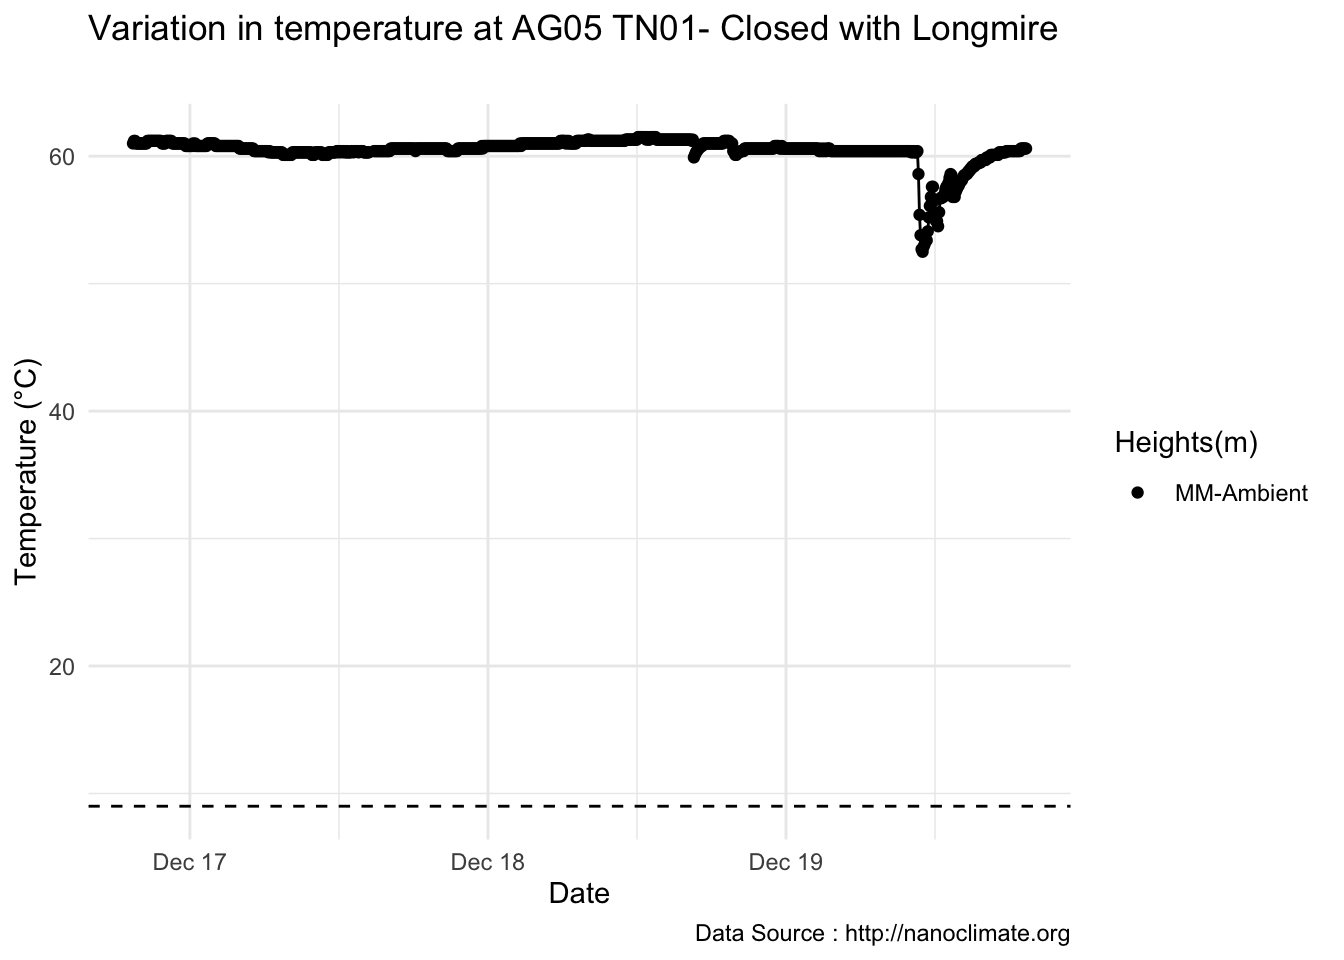 Variation in temperature at AG05 TN01- Closed with Longmire
60
40
20
Temperature (°C)
Dec 17 Dec 18 Dec 19
Date
Heights(m)
MM-Ambient
Data Source : http://nanoclimate.org